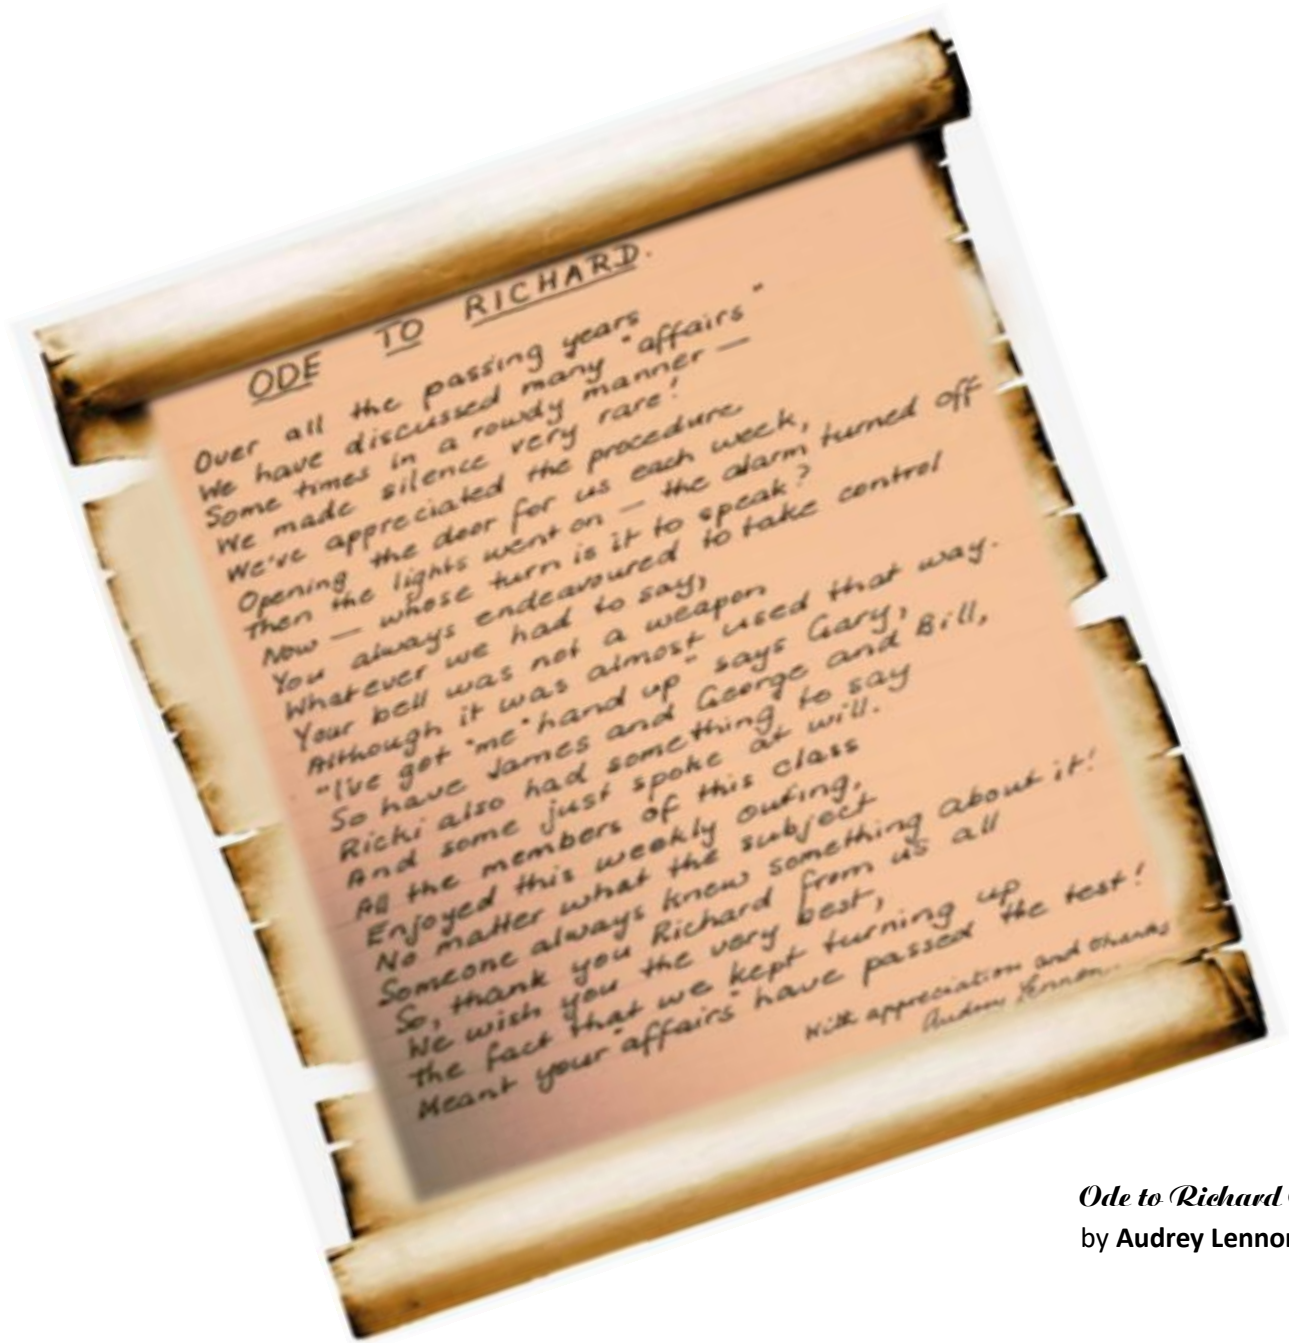 ODE TO RICHARD.
Over all the passing years
We have discussed many "affairs"
Some times in a rowdy manner —
We made silence very rare!
We've appreciated the procedure
Opening the door for us each week,
Then the lights went on — the alarm turned off
Now — whose turn is it to speak?
You always endeavoured to take control
Whatever we had to say,
Your bell was not a weapon
Although it was almost used that way.
"I've got "me" hand up" says Gary,
So have James and George and Bill,
Ricki also had something to say
And some just spoke at will.
All the members of this class
Enjoyed this weekly outing,
No matter what the subject
Someone always knew something about it!
So, thank you Richard from us all
We wish you the very best,
The fact that we kept turning up
Meant your "affairs" have passed the test!
With appreciation and thanks
Audrey Lennon.
Ode to Richard
by Audrey Lennon